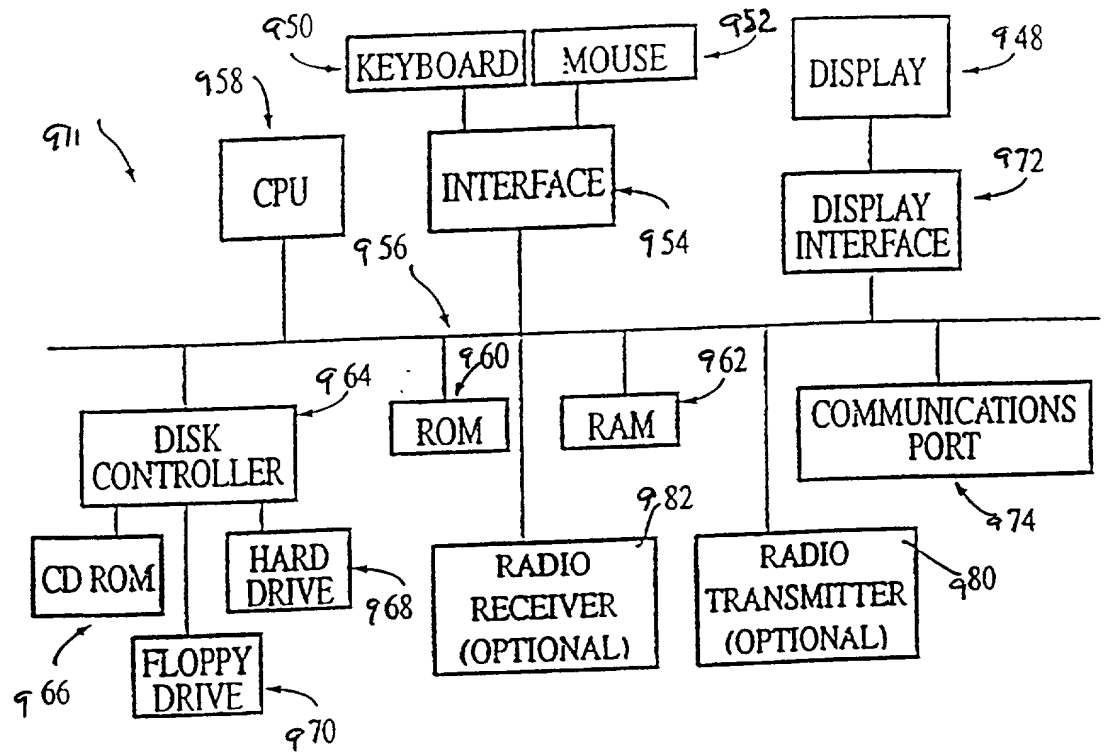 950
KEYBOARD
MOUSE
952
DISPLAY
948
958
911
CPU
INTERFACE
954
972
DISPLAY
INTERFACE
956
964
960
962
DISK
CONTROLLER
ROM
RAM
COMMUNICATIONS
PORT
974
CD ROM
HARD
DRIVE
968
982
RADIO
RECEIVER
(OPTIONAL)
RADIO
TRANSMITTER
(OPTIONAL)
980
966
FLOPPY
DRIVE
970